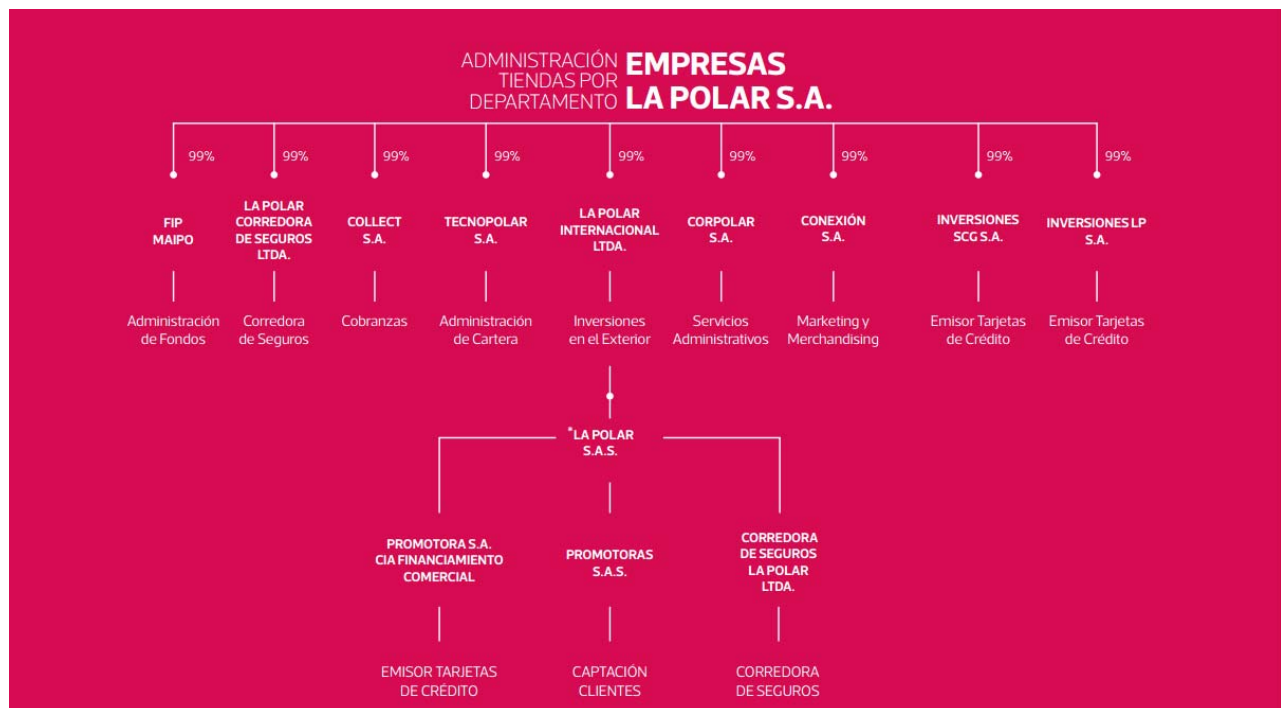 ADMINISTRACIÓN
TIENDAS POR
DEPARTAMENTO
EMPRESAS
LA POLAR S.A.
99%
99%
99%
99%
99%
99%
99%
99%
99%
FIP
MAIPO
LA POLAR
CORREDORA
DE SEGUROS
LTDA.
COLLECT
S.A.
TECNOPOLAR
S.A.
LA POLAR
INTERNACIONAL
LTDA.
CORPOLAR
S.A.
CONEXIÓN
S.A.
INVERSIONES
SCG S.A.
INVERSIONES LP
S.A.
Administración
de Fondos
Corredora
de Seguros
Cobranzas
Administración
de Cartera
Inversiones
en el Exterior
Servicios
Administrativos
Marketing y
Merchandising
Emisor Tarjetas
de Crédito
Emisor Tarjetas
de Crédito
*LA POLAR
S.A.S.
PROMOTORA S.A.
CIA FINANCIAMIENTO
COMERCIAL
PROMOTORAS
S.A.S.
CORREDORA
DE SEGUROS
LA POLAR
LTDA.
EMISOR TARJETAS
DE CRÉDITO
CAPTACIÓN
CLIENTES
CORREDORA
DE SEGUROS